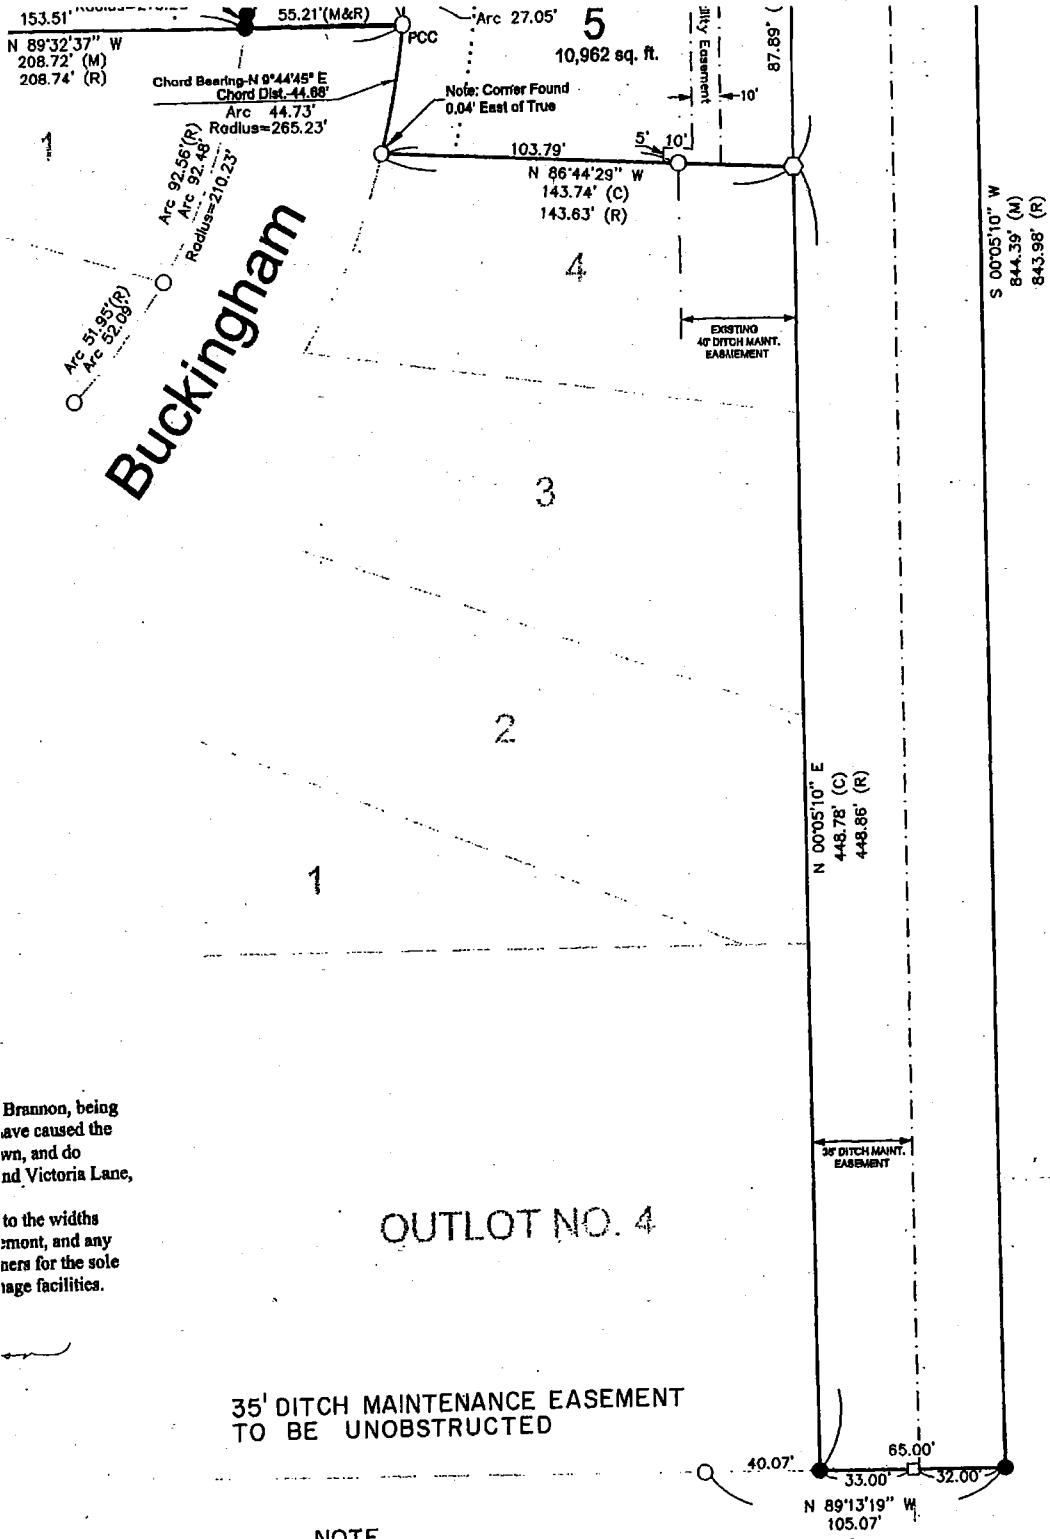 153.51'
N 89°32'37" W
208.72' (M)
208.74' (R)
55.21'(M&R)
PCC
Arc 27.05'
5
10,962 sq. ft.
ility Easement
10'
87.89' (
Chord Bearing-N 9°44'45" E
Chord Dist.-44.68'
Arc 44.73'
Radius=265.23'
Note: Corner Found
0.04' East of True
1
Arc 92.56'(R)
Arc 92.48'
Radius=210.23'
103.79'
5'
10'
N 86°44'29" W
143.74' (C)
143.63' (R)
S 00°05'10" W
844.39' (M)
843.98' (R)
4
Arc 51.95'(R)
Arc 52.09'
Buckingham
EXISTING
40' DITCH MAINT.
EASEMENT
3
2
N 00°05'10" E
448.78' (C)
448.86' (R)
1
Brannon, being
ave caused the
wn, and do
nd Victoria Lane,
to the widths
emont, and any
ners for the sole
nage facilities.
35' DITCH MAINT.
EASEMENT
OUTLOT NO. 4
35' DITCH MAINTENANCE EASEMENT
TO BE UNOBSTRUCTED
40.07'
65.00'
33.00'
32.00'
N 89°13'19" W
105.07'
NOTE